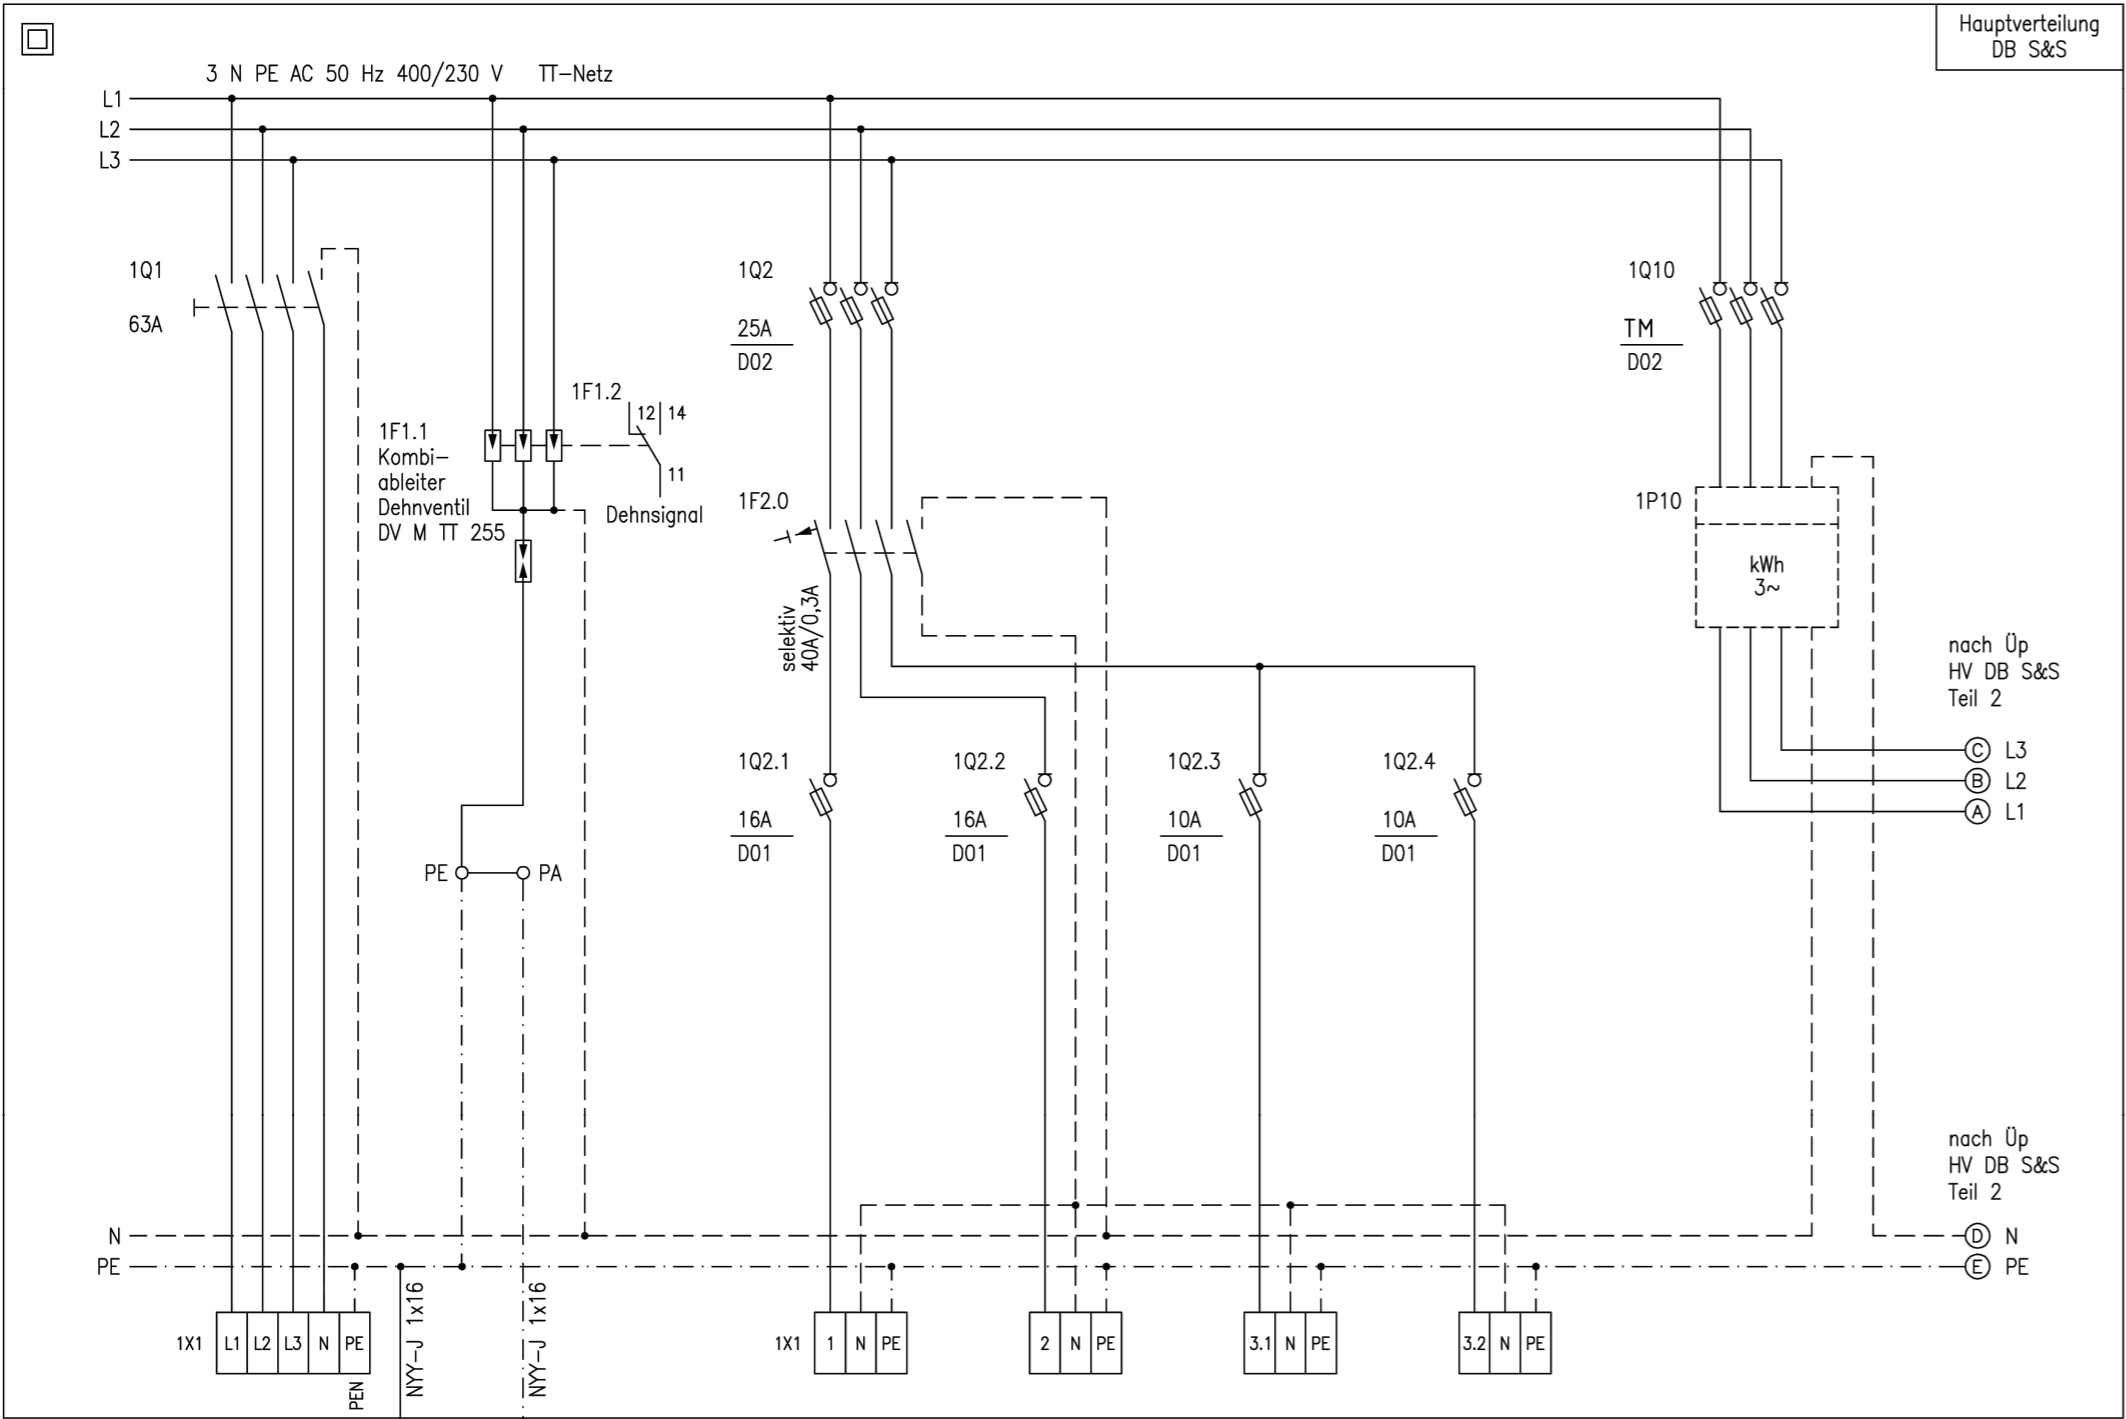 Hauptverteilung
DB S&S
3 N PE AC 50 Hz 400/230 V TT-Netz
L1
L2
L3
1Q1
63A
1F1.1
Kombi-
ableiter
Dehnventil
DV M TT 255
1F1.2
12 14
11
Dehnsignal
PE PA
1Q2
25A
D02
1F2.0
selektiv
40A/0,3A
1Q2.1
16A
D01
1Q2.2
16A
D01
1Q2.3
10A
D01
1Q2.4
10A
D01
1Q10
TM
D02
1P10
kWh
3~
nach Üp
HV DB S&S
Teil 2
C L3
B L2
A L1
nach Üp
HV DB S&S
Teil 2
N
D N
PE
E PE
1X1 L1 L2 L3 N PE
PEN
NYY-J 1x16
NYY-J 1x16
1X1 1 N PE
2 N PE
3.1 N PE
3.2 N PE